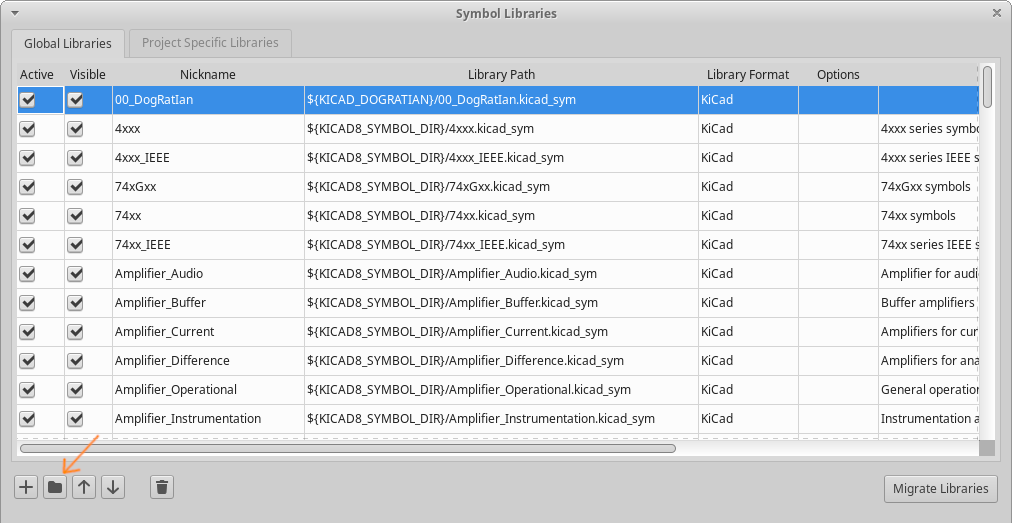 Symbol Libraries
Global Libraries Project Specific Libraries
Active Visible Nickname Library Path Library Format Options
00_DogRatIan ${KICAD_DOGRATIAN}/00_DogRatIan.kicad_sym KiCad
4xxx ${KICAD8_SYMBOL_DIR}/4xxx.kicad_sym KiCad 4xxx series symbo
4xxx_IEEE ${KICAD8_SYMBOL_DIR}/4xxx_IEEE.kicad_sym KiCad 4xxx series IEEE s
74xGxx ${KICAD8_SYMBOL_DIR}/74xGxx.kicad_sym KiCad 74xGxx symbols
74xx ${KICAD8_SYMBOL_DIR}/74xx.kicad_sym KiCad 74xx symbols
74xx_IEEE ${KICAD8_SYMBOL_DIR}/74xx_IEEE.kicad_sym KiCad 74xx series IEEE s
Amplifier_Audio ${KICAD8_SYMBOL_DIR}/Amplifier_Audio.kicad_sym KiCad Amplifier for audi
Amplifier_Buffer ${KICAD8_SYMBOL_DIR}/Amplifier_Buffer.kicad_sym KiCad Buffer amplifiers
Amplifier_Current ${KICAD8_SYMBOL_DIR}/Amplifier_Current.kicad_sym KiCad Amplifiers for cur
Amplifier_Difference ${KICAD8_SYMBOL_DIR}/Amplifier_Difference.kicad_sym KiCad Amplifiers for ana
Amplifier_Operational ${KICAD8_SYMBOL_DIR}/Amplifier_Operational.kicad_sym KiCad General operation
Amplifier_Instrumentation ${KICAD8_SYMBOL_DIR}/Amplifier_Instrumentation.kicad_sym KiCad Instrumentation a
Migrate Libraries